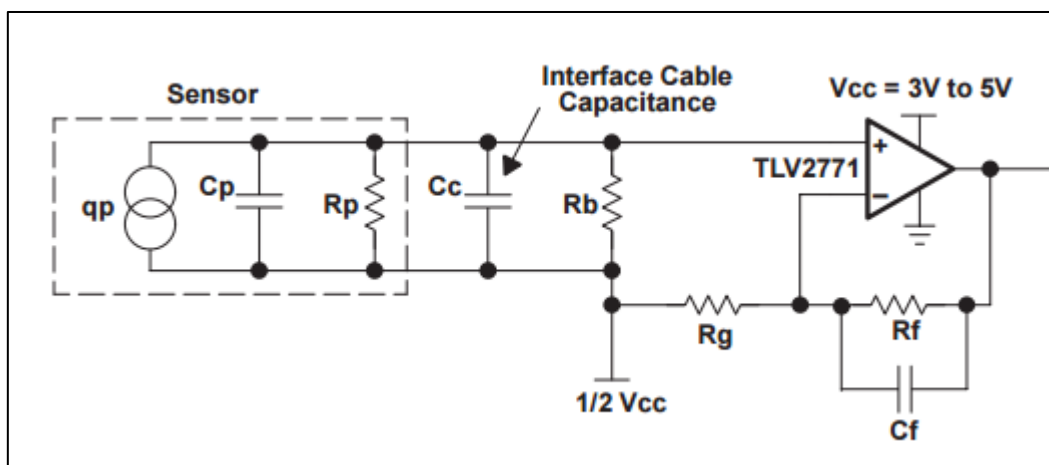 Interface Cable
Capacitance
Vcc = 3V to 5V
Sensor
+
TLV2771
−
qp
Cp
Rp
Cc
Rb
Rg
Rf
1/2 Vcc
Cf